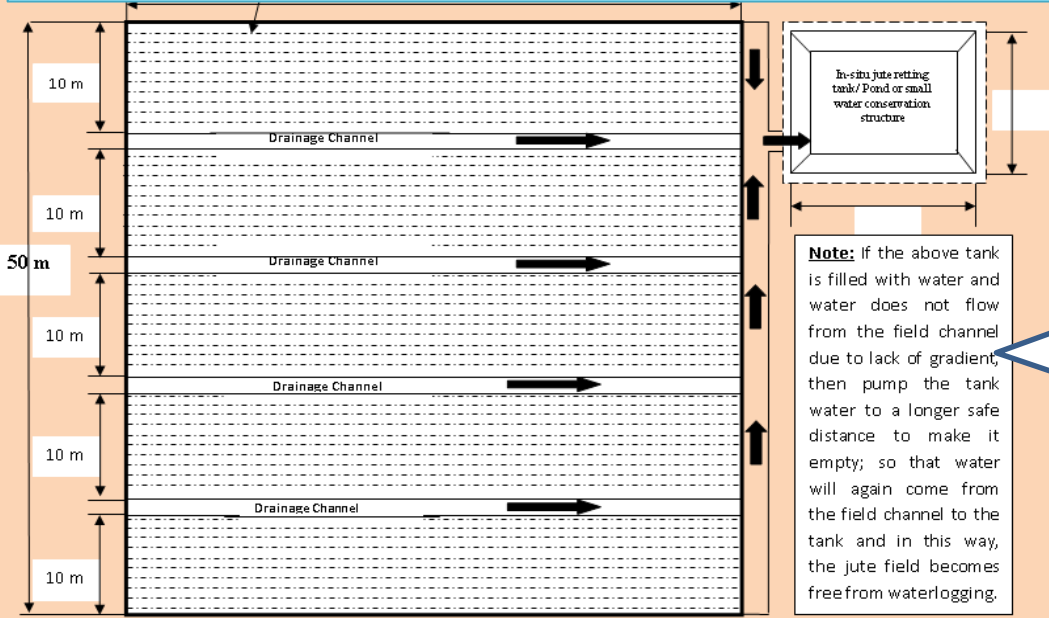 10 m
Drainage Channel
10 m
50 m
Drainage Channel
10 m
Drainage Channel
10 m
Drainage Channel
10 m
In-situ jute retting
tank/ Pond or small
water conservation
structure
Note: If the above tank
is filled with water and
water does not flow
from the field channel
due to lack of gradient,
then pump the tank
water to a longer safe
distance to make it
empty; so that water
will again come from
the field channel to the
tank and in this way,
the jute field becomes
free from waterlogging.